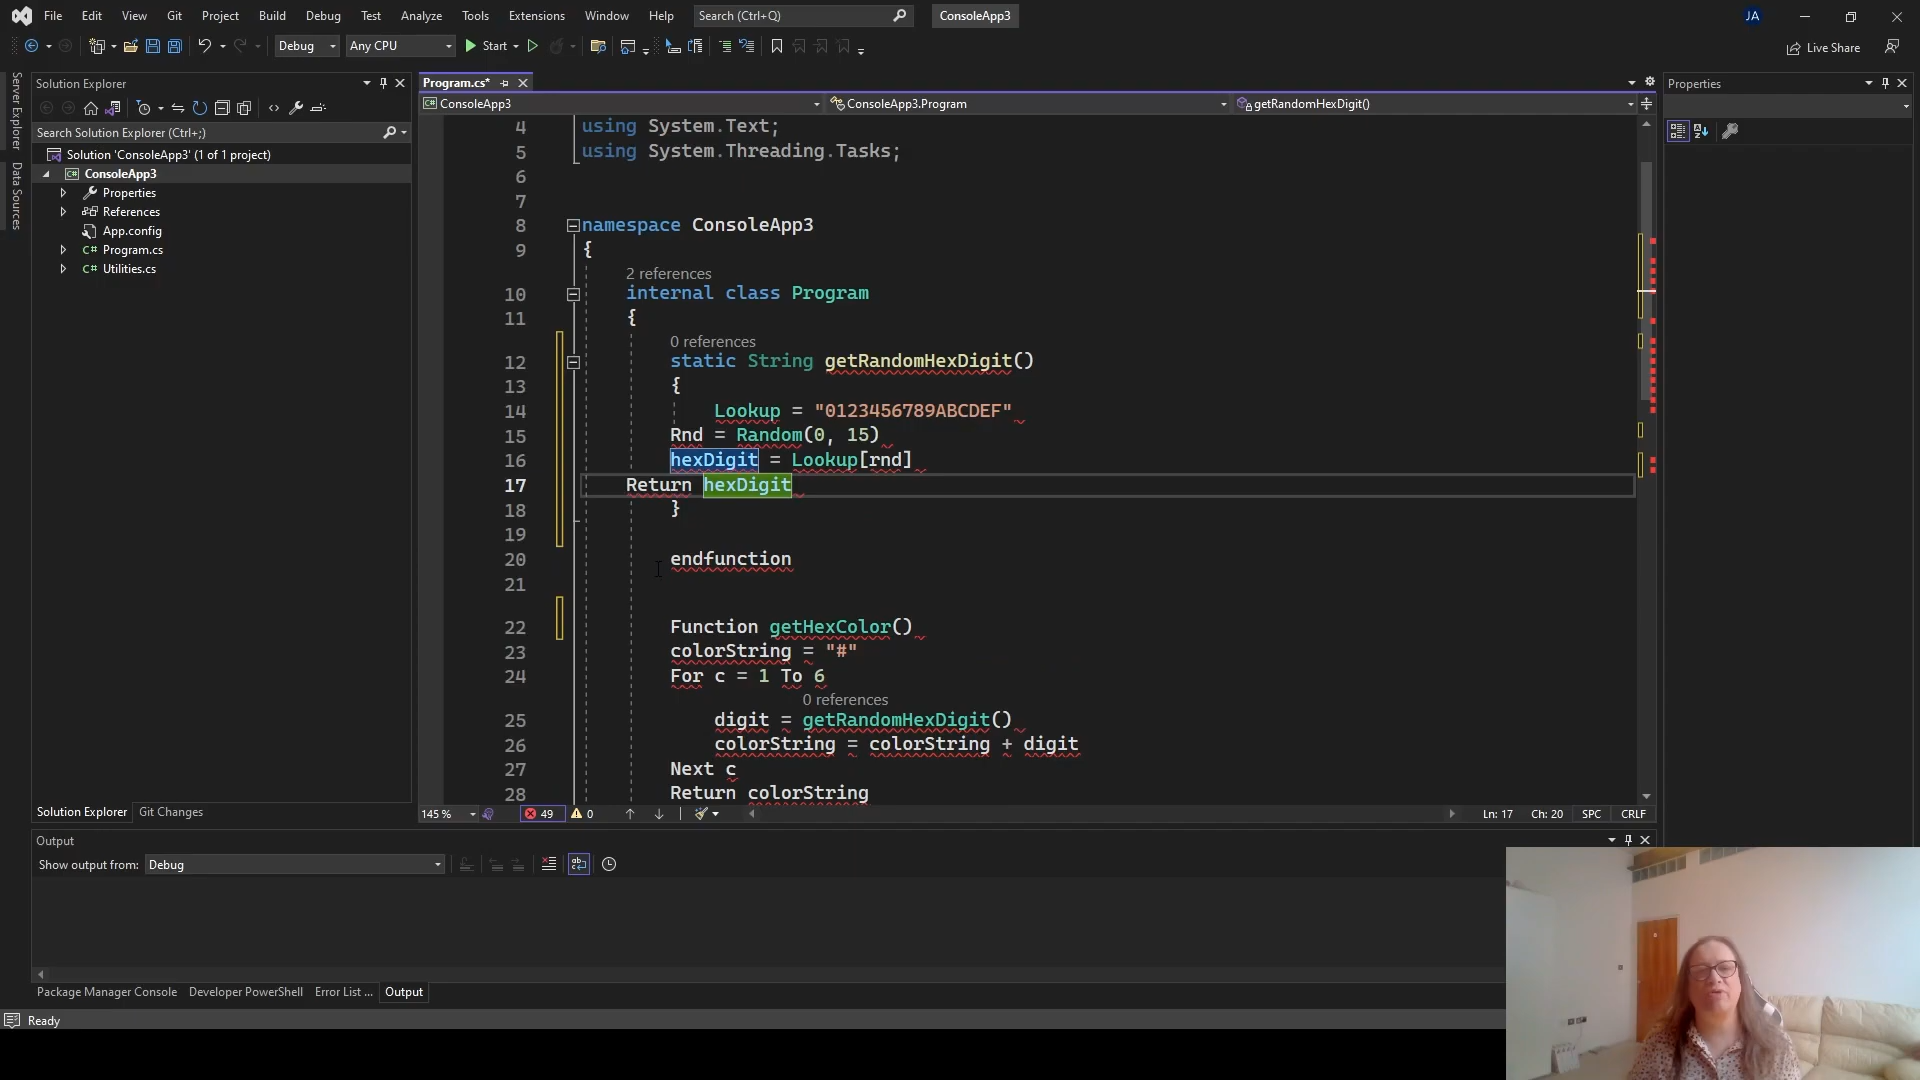 File Edit View Git Project Build Debug Test Analyze Tools Extensions Window Help Search (Ctrl+Q) ConsoleApp3 JA
Debug Any CPU Start Live Share
Server Explorer
Data Sources
Solution Explorer
Search Solution Explorer (Ctrl+;)
Solution 'ConsoleApp3' (1 of 1 project)
C# ConsoleApp3
Properties
References
App.config
C# Program.cs
C# Utilities.cs
Solution Explorer Git Changes
Program.cs*
C# ConsoleApp3 ConsoleApp3.Program getRandomHexDigit()
4 using System.Text;
5 using System.Threading.Tasks;
6
7
8 namespace ConsoleApp3
9 {
2 references
10 internal class Program
11 {
0 references
12 static String getRandomHexDigit()
13 {
14 Lookup = "0123456789ABCDEF"
15 Rnd = Random(0, 15)
16 hexDigit = Lookup[rnd]
17 Return hexDigit
18 }
19
20 endfunction
21
22 Function getHexColor()
23 colorString = "#"
24 For c = 1 To 6
0 references
25 digit = getRandomHexDigit()
26 colorString = colorString + digit
27 Next c
28 Return colorString
145 % 49 0 Ln: 17 Ch: 20 SPC CRLF
Properties
Output
Show output from: Debug
Package Manager Console Developer PowerShell Error List ... Output
Ready